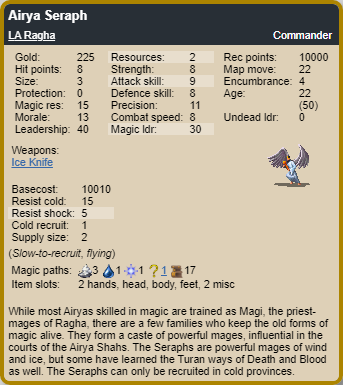 Airya Seraph
LA Ragha Commander
Gold: 225 Resources: 2 Rec points: 10000
Hit points: 8 Strength: 8 Map move: 22
Size: 3 Attack skill: 9 Encumbrance: 4
Protection: 0 Defence skill: 8 Age: 22
Magic res: 15 Precision: 11 (50)
Morale: 13 Combat speed: 8 Undead ldr: 0
Leadership: 40 Magic ldr: 30
Weapons:
Ice Knife
Basecost: 10010
Resist cold: 15
Resist shock: 5
Cold recruit: 1
Supply size: 2
(Slow-to-recruit, flying)
Magic paths: 3 1 1 ? 1 17
Item slots: 2 hands, head, body, feet, 2 misc
While most Airyas skilled in magic are trained as Magi, the priest-
mages of Ragha, there are a few families who keep the old forms of
magic alive. They form a caste of powerful mages, influential in the
courts of the Airya Shahs. The Seraphs are powerful mages of wind
and ice, but some have learned the Turan ways of Death and Blood
as well. The Seraphs can only be recruited in cold provinces.